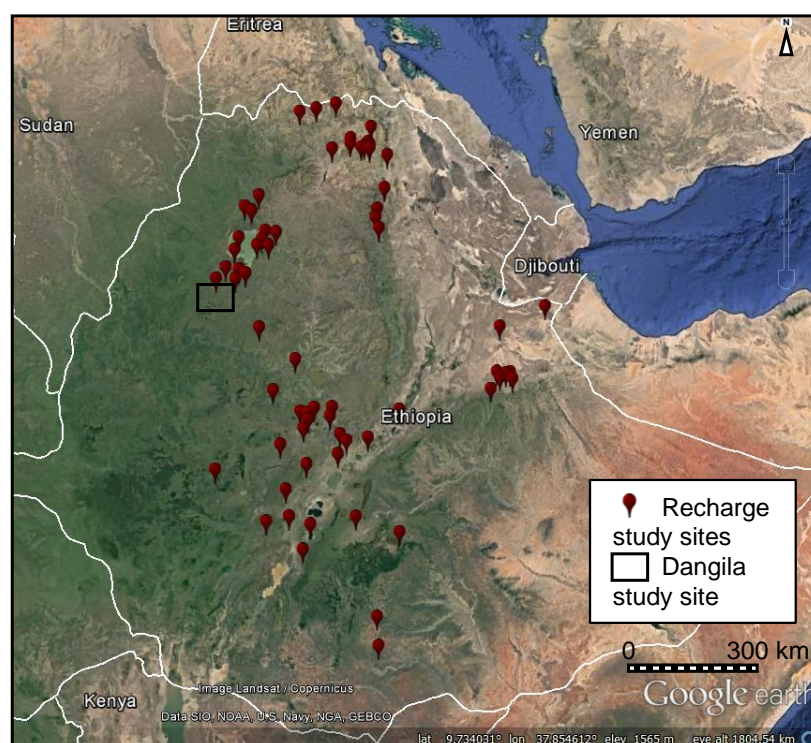 Eritrea
N
Sudan
Yemen
Djibouti
Ethiopia
Recharge
study sites
Dangila
study site
0 300 km
Image Landsat / Copernicus
Kenya
Google earth
Data SIO, NOAA, U.S. Navy, NGA, GEBCO
lat 9.734031° lon 37.854612° elev 1565 m eye alt 1804.54 km